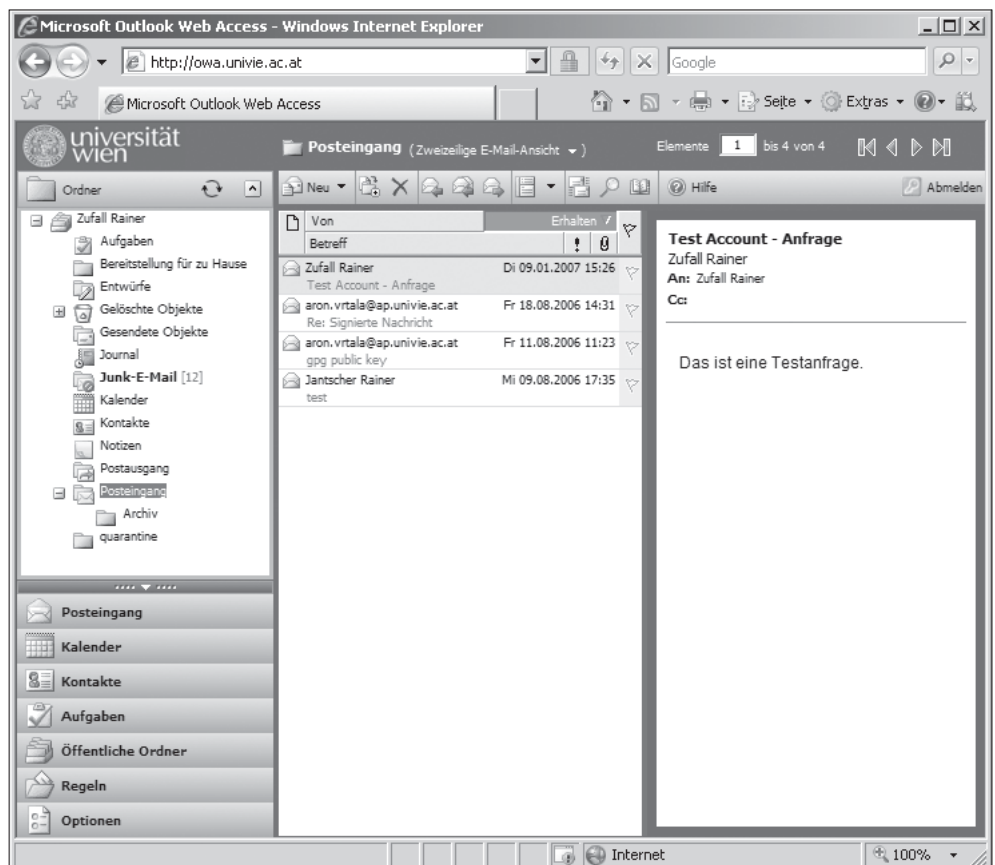 Microsoft Outlook Web Access - Windows Internet Explorer
http://owa.univie.ac.at
Google
Microsoft Outlook Web Access
Seite
Extras
universität
wien
Posteingang (Zweizeilige E-Mail-Ansicht)
Elemente 1 bis 4 von 4
Ordner
Neu
Hilfe
Abmelden
Zufall Rainer
Aufgaben
Bereitstellung für zu Hause
Entwürfe
Gelöschte Objekte
Gesendete Objekte
Journal
Junk-E-Mail [12]
Kalender
Kontakte
Notizen
Postausgang
Posteingang
Archiv
quarantine
Posteingang
Kalender
Kontakte
Aufgaben
Öffentliche Ordner
Regeln
Optionen
Von Erhalten
Betreff
Zufall Rainer Di 09.01.2007 15:26
Test Account - Anfrage
aron.vrtala@ap.univie.ac.at Fr 18.08.2006 14:31
Re: Signierte Nachricht
aron.vrtala@ap.univie.ac.at Fr 11.08.2006 11:23
gpg public key
Jantscher Rainer Mi 09.08.2006 17:35
test
Test Account - Anfrage
Zufall Rainer
An: Zufall Rainer
Cc:
Das ist eine Testanfrage.
Internet
100%